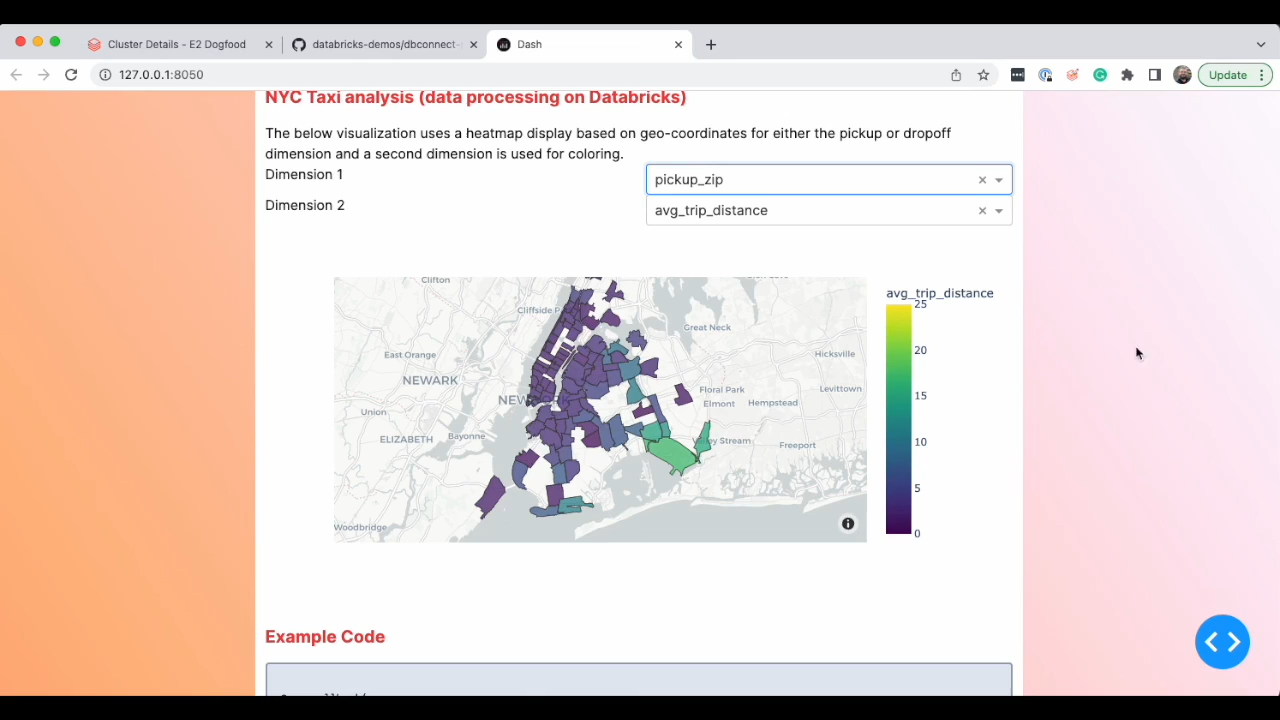 Cluster Details - E2 Dogfood
databricks-demos/dbconnect-
Dash
127.0.0.1:8050
Update
NYC Taxi analysis (data processing on Databricks)
The below visualization uses a heatmap display based on geo-coordinates for either the pickup or dropoff
dimension and a second dimension is used for coloring.
Dimension 1
pickup_zip
Dimension 2
avg_trip_distance
Clifton
Cliffside P
Great Neck
East Orange
Hicksville
NEWARK
Floral Park
Levittown
Elmont
Hempstead
Union
ELIZABETH
Bayonne
Valley Stream
Freeport
Woodbridge
avg_trip_distance
25
20
15
10
5
0
Example Code